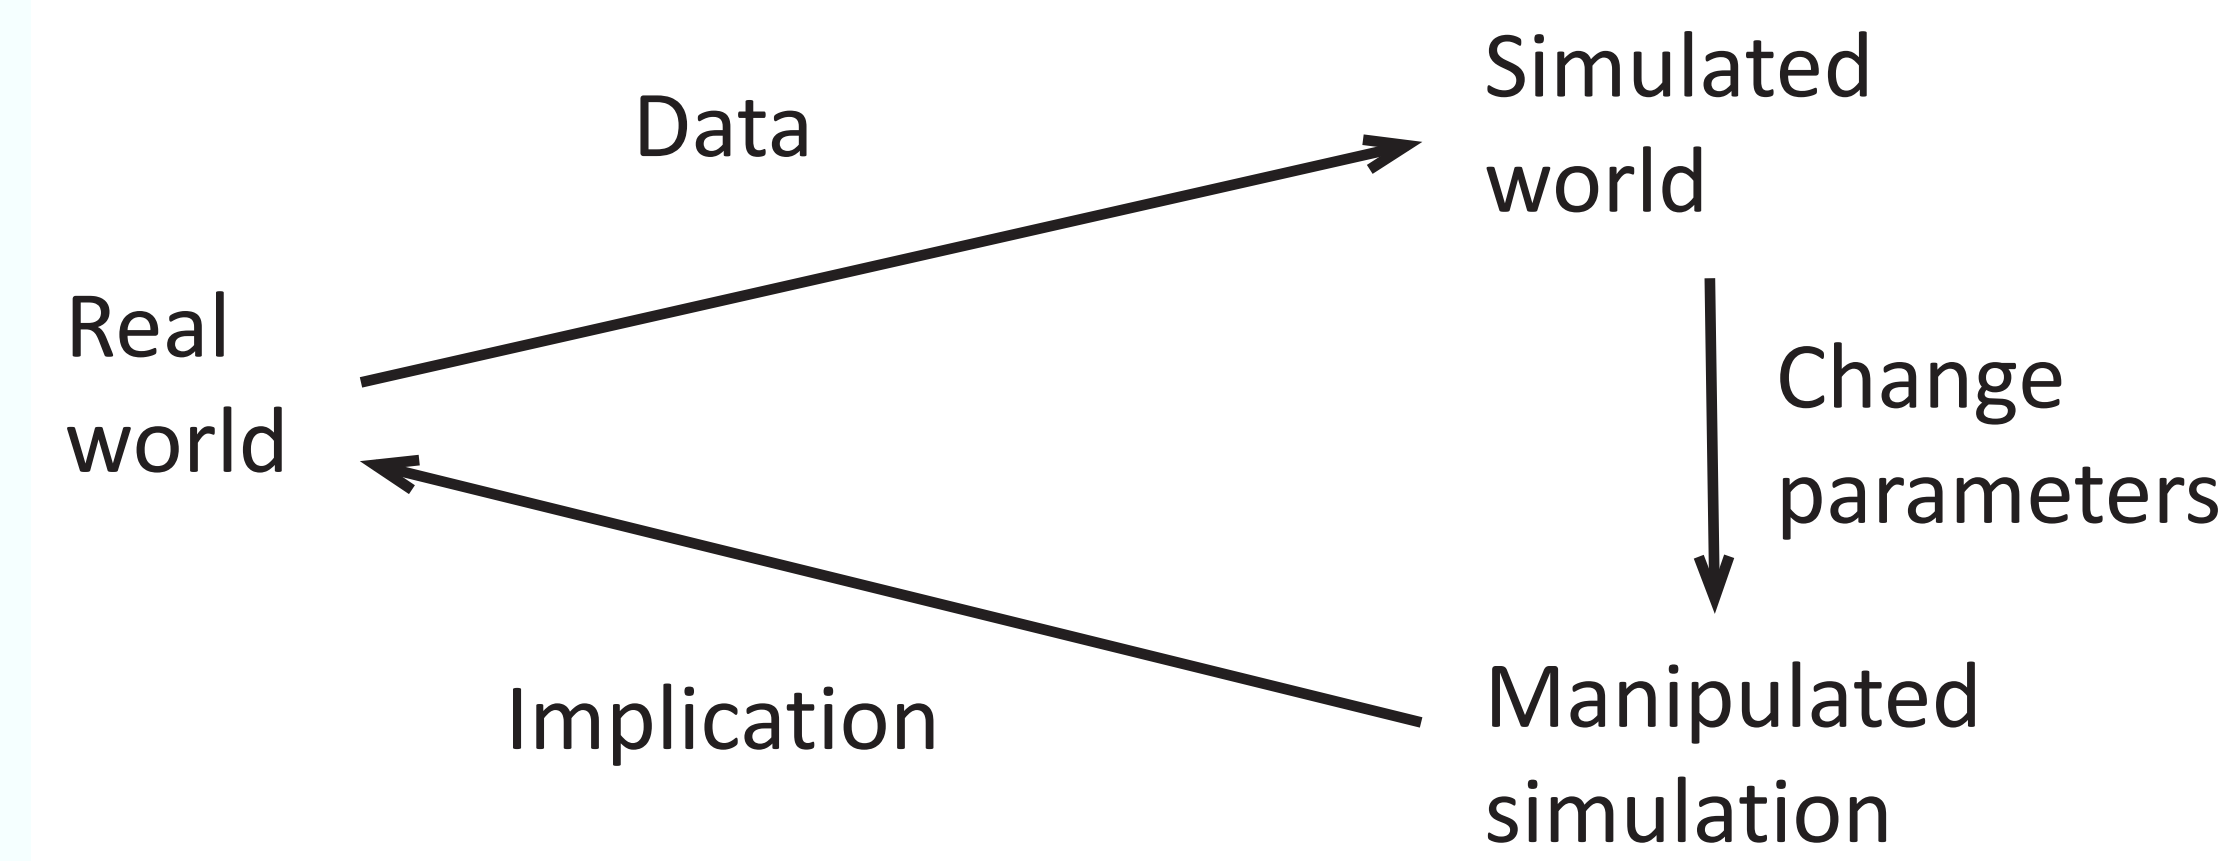 Simulated
world
Data
Real
world
Change
parameters
Manipulated
simulation
Implication